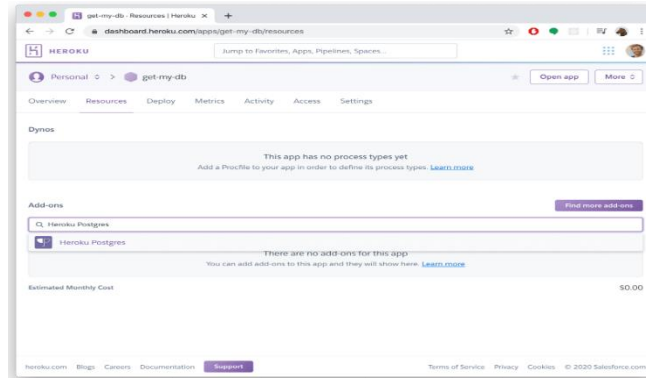 get-my-db · Resources | Heroku
dashboard.heroku.com/apps/get-my-db/resources
HEROKU
Jump to Favorites, Apps, Pipelines, Spaces...
Personal > get-my-db
Open app
More
Overview Resources Deploy Metrics Activity Access Settings
Dynos
This app has no process types yet
Add a Procfile to your app in order to define its process types. Learn more
Add-ons
Find more add-ons
Heroku Postgres
Heroku Postgres
There are no add-ons for this app
You can add add-ons to this app and they will show here. Learn more
Estimated Monthly Cost
$0.00
heroku.com Blogs Careers Documentation Support
Terms of Service Privacy Cookies © 2020 Salesforce.com